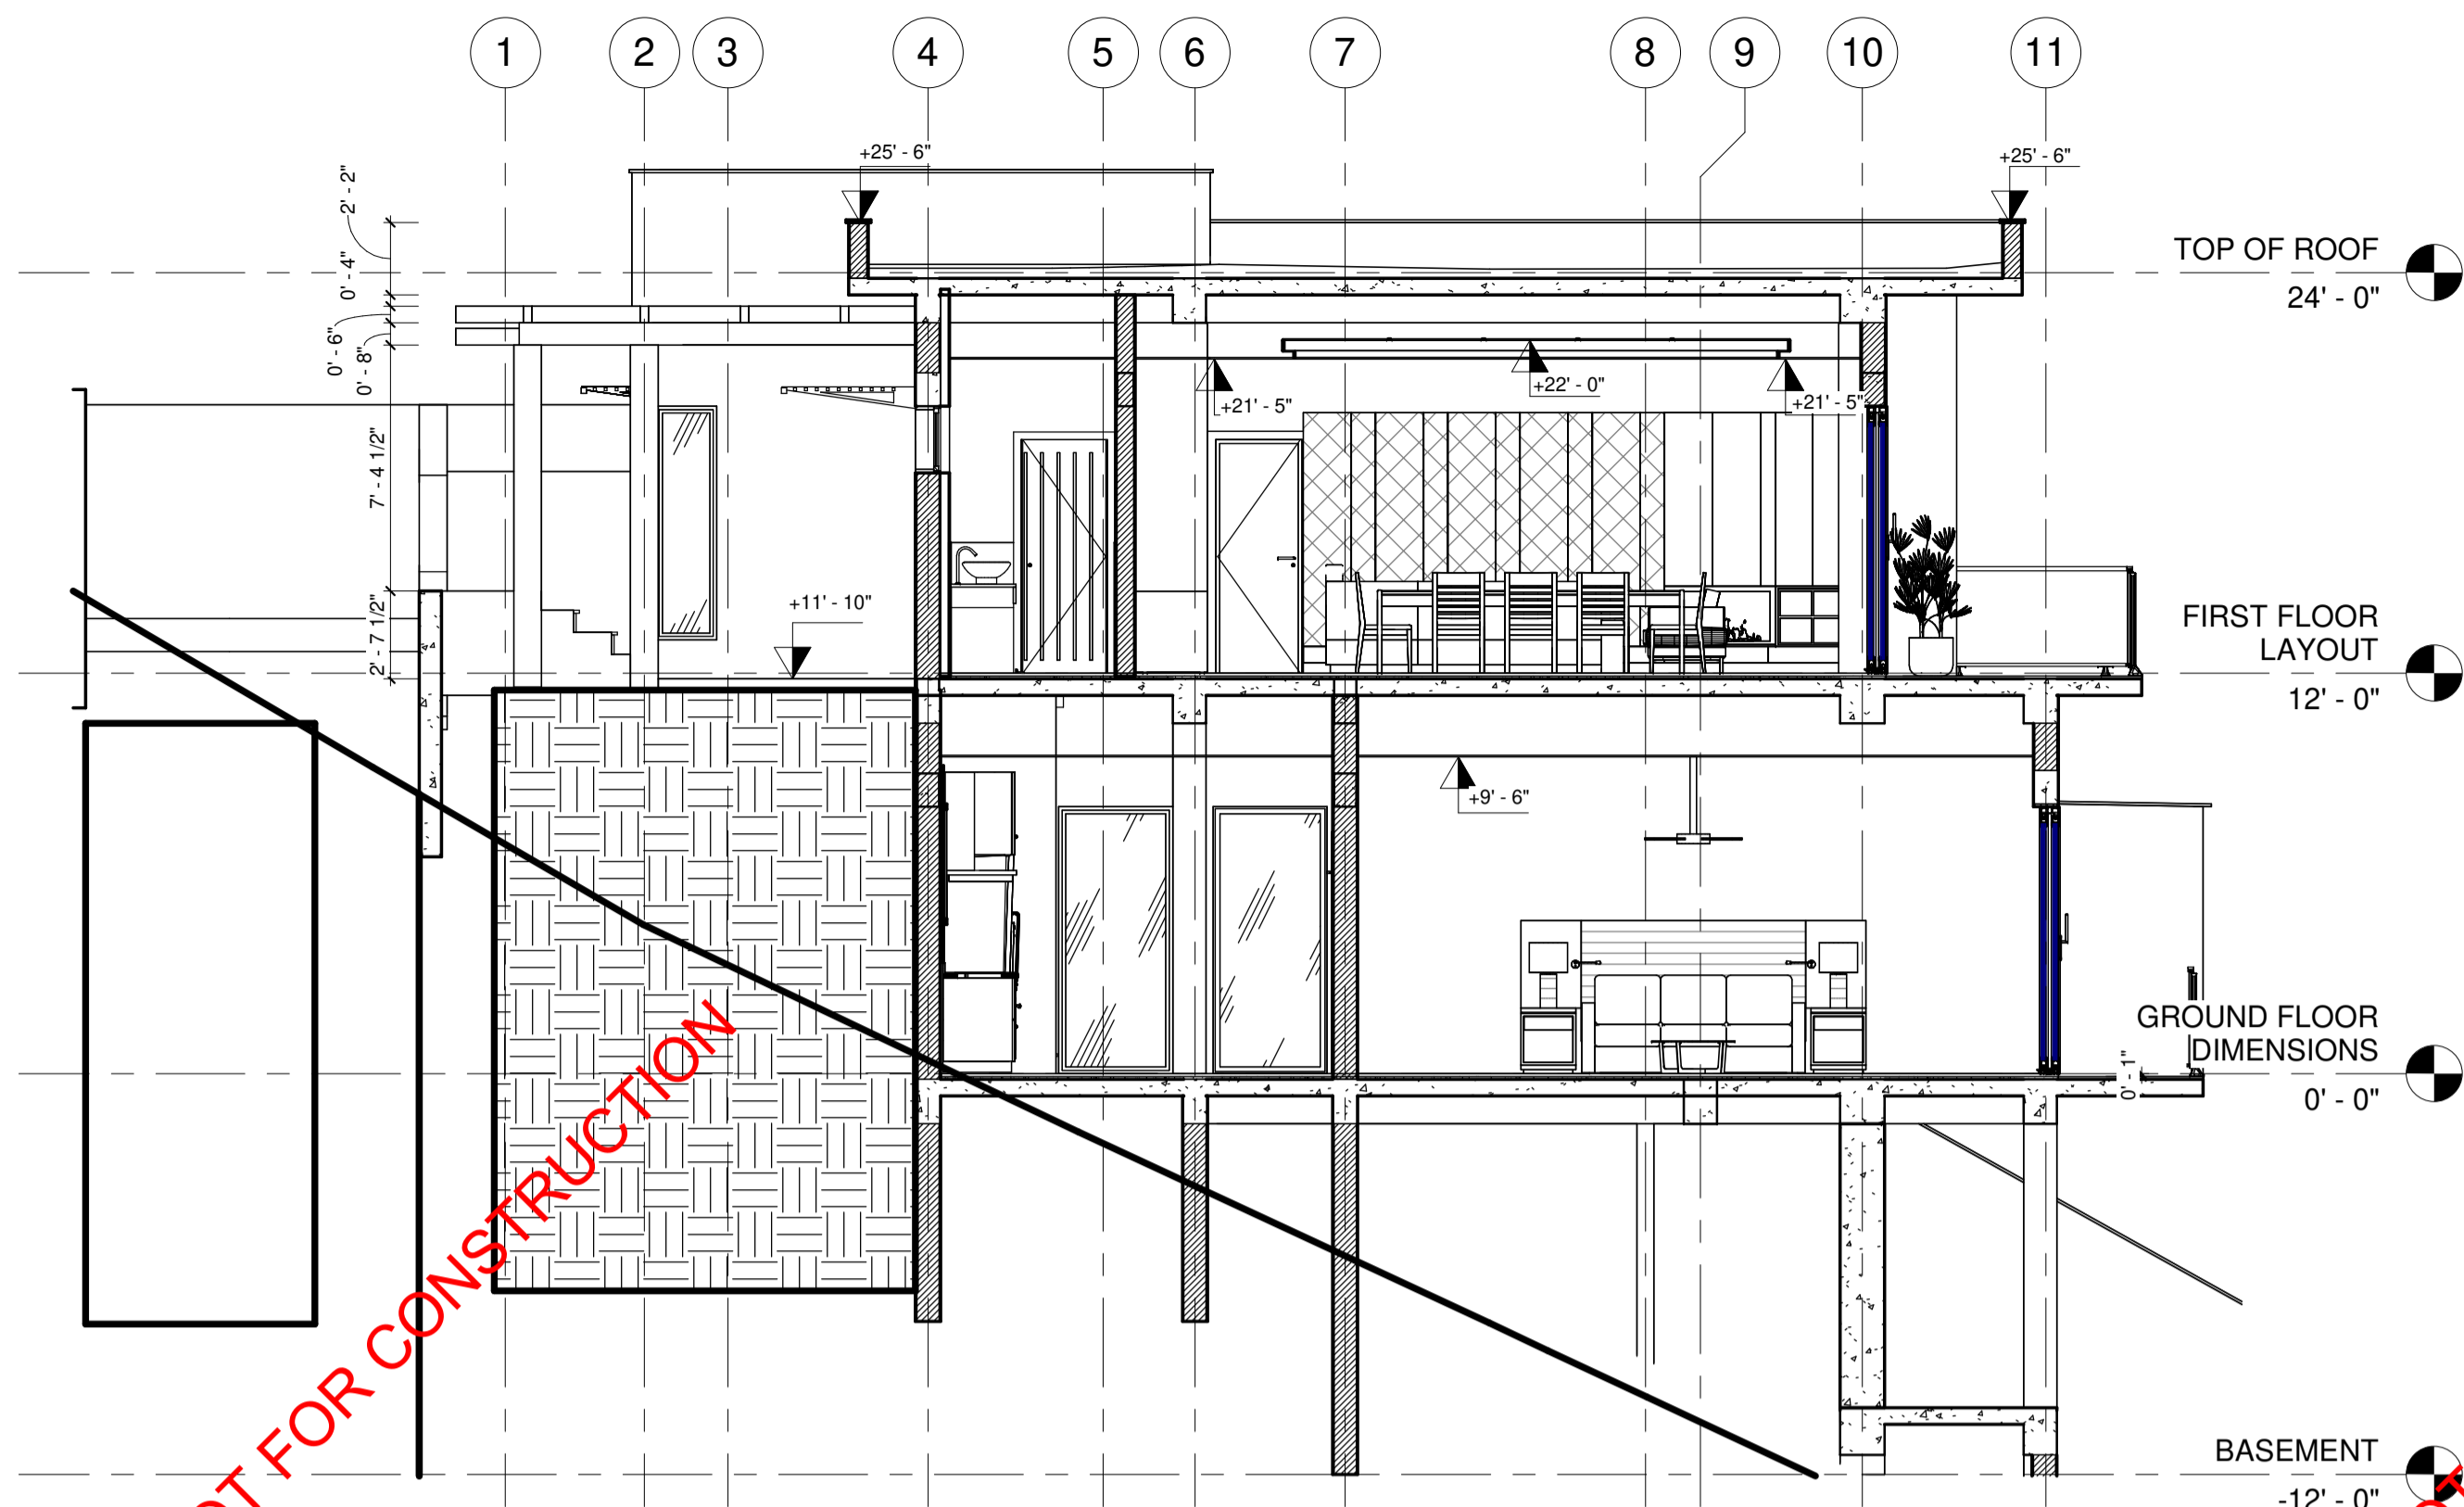 1
2
3
4
5
6
7
8
9
10
11
+25' - 6"
+25' - 6"
2' - 2"
0' - 4"
0' - 6"
0' - 8"
7' - 4 1/2"
2' - 7 1/2"
TOP OF ROOF
24' - 0"
+22' - 0"
+21' - 5"
+21' - 5"
+11' - 10"
FIRST FLOOR
LAYOUT
12' - 0"
+9' - 6"
GROUND FLOOR
DIMENSIONS
0' - 0"
0' - 1"
FOR CONSTRUCTION
BASEMENT
-12' - 0"